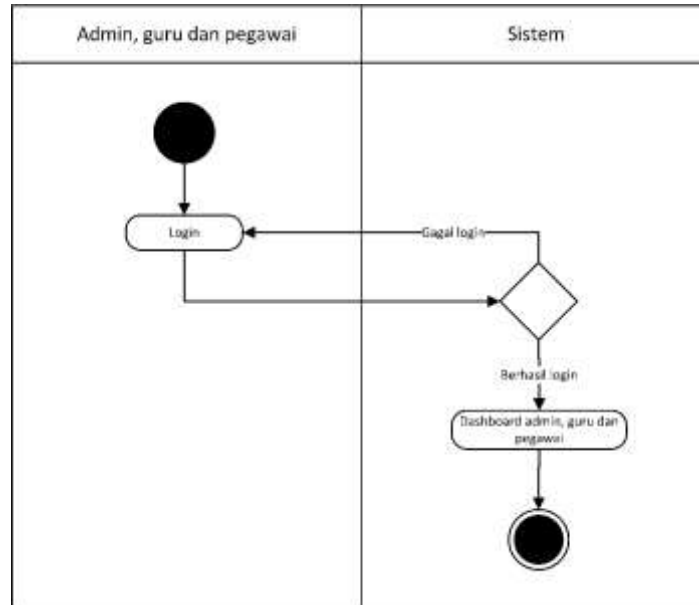 Admin, guru dan pegawai
Sistem
Login
Gagal login
Berhasil login
Dashboard admin, guru dan
pegawai